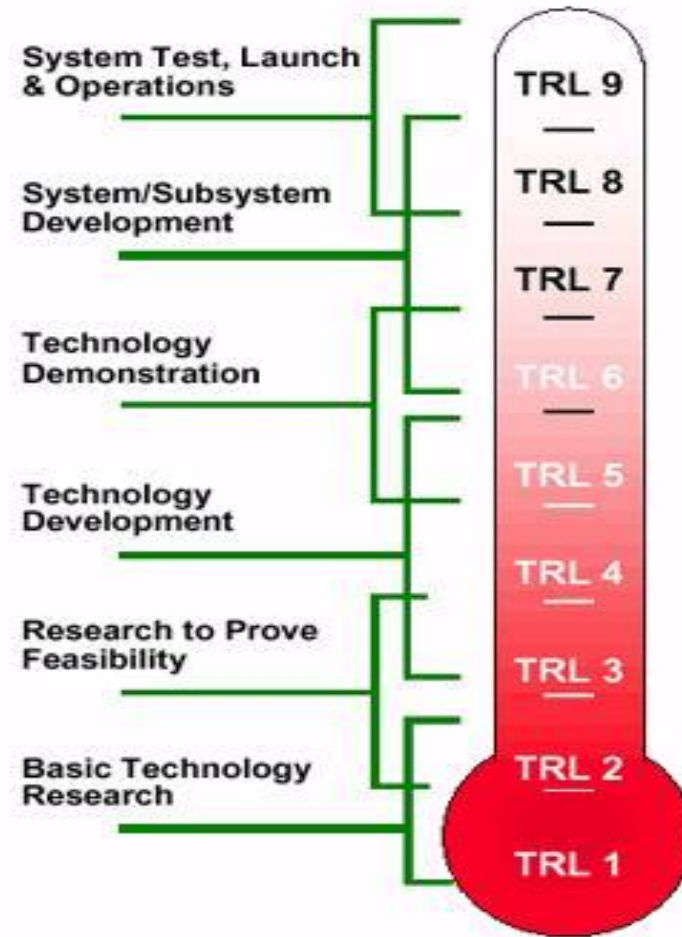 System Test, Launch
& Operations
System/Subsystem
Development
Technology
Demonstration
Technology
Development
Research to Prove
Feasibility
Basic Technology
Research
TRL 9
TRL 8
TRL 7
TRL 6
TRL 5
TRL 4
TRL 3
TRL 2
TRL 1